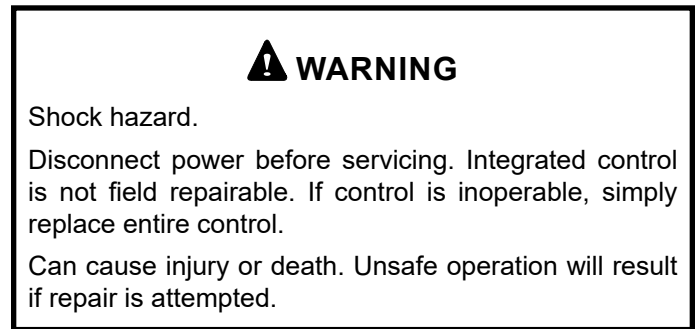 WARNING
Shock hazard.
Disconnect power before servicing. Integrated control
is not field repairable. If control is inoperable, simply
replace entire control.
Can cause injury or death. Unsafe operation will result
if repair is attempted.